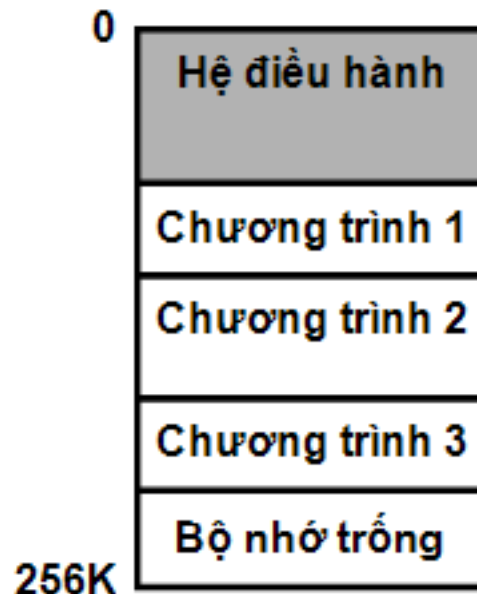 0
Hệ điều hành
Chương trình 1
Chương trình 2
Chương trình 3
Bộ nhớ trống
256K